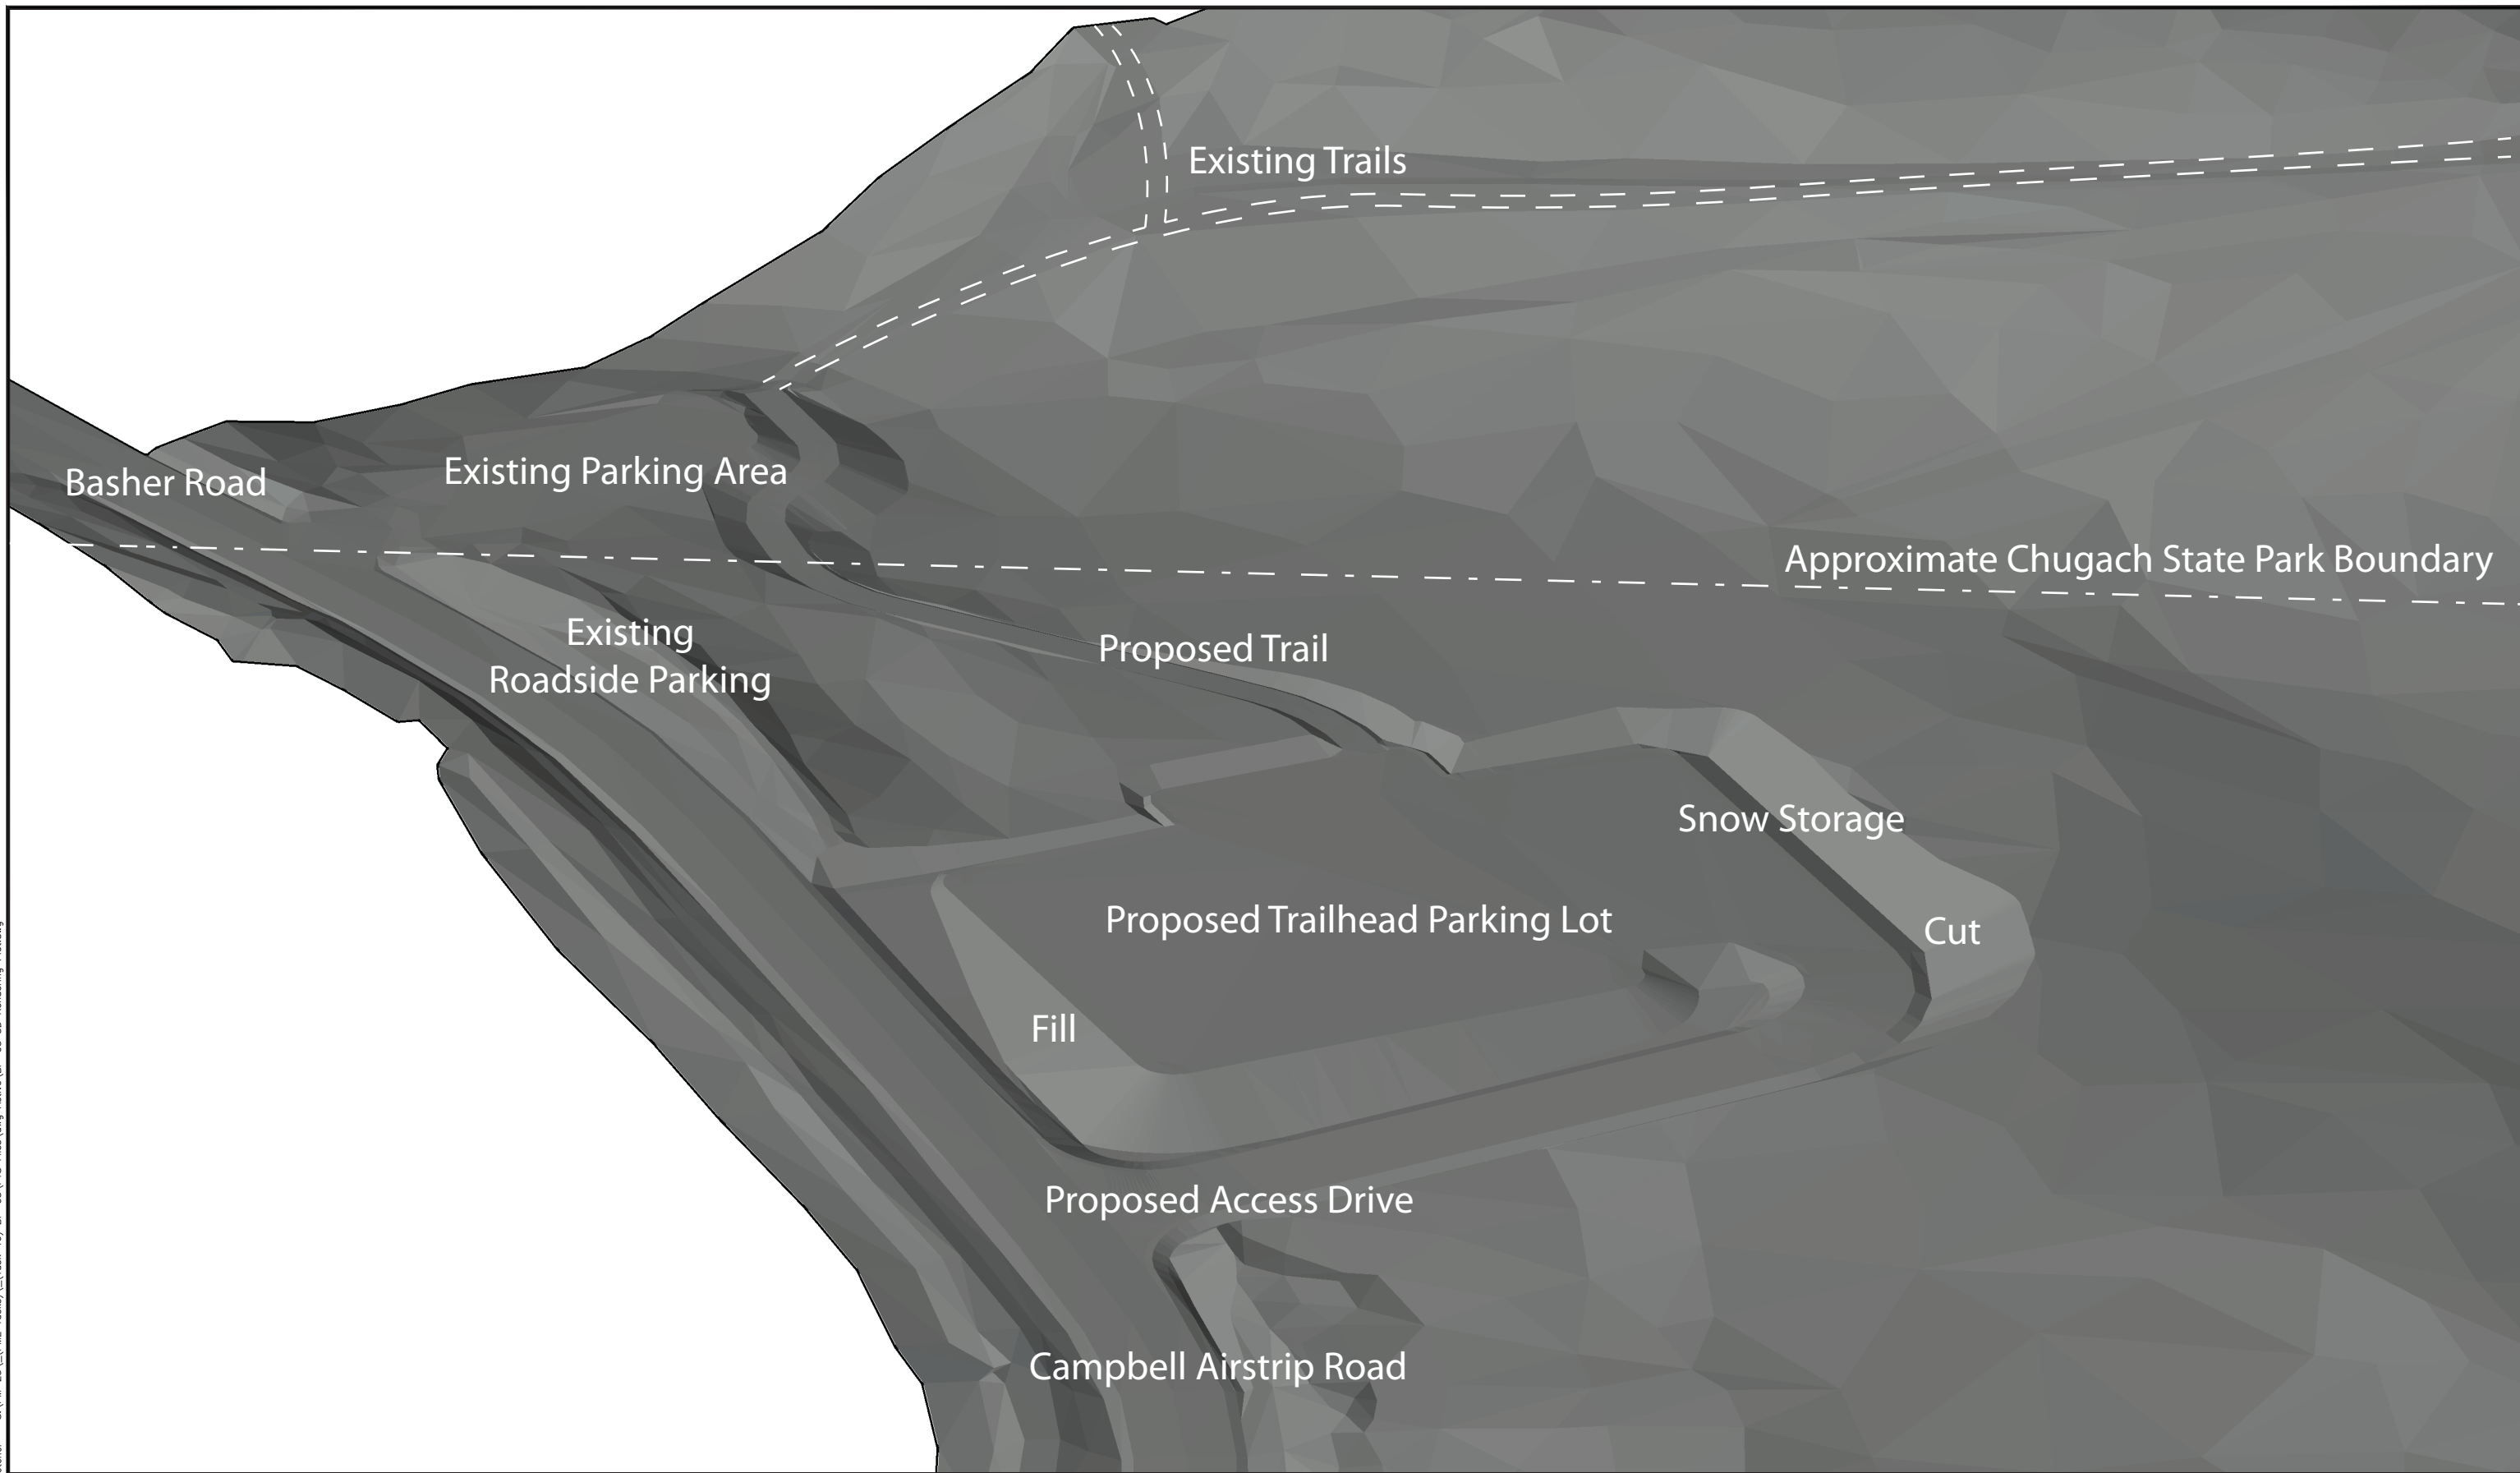 Existing Trails
Basher Road
Existing Parking Area
Approximate Chugach State Park Boundary
Existing
Roadside Parking
Proposed Trail
Snow Storage
Proposed Trailhead Parking Lot
Cut
Fill
Proposed Access Drive
Campbell Airstrip Road